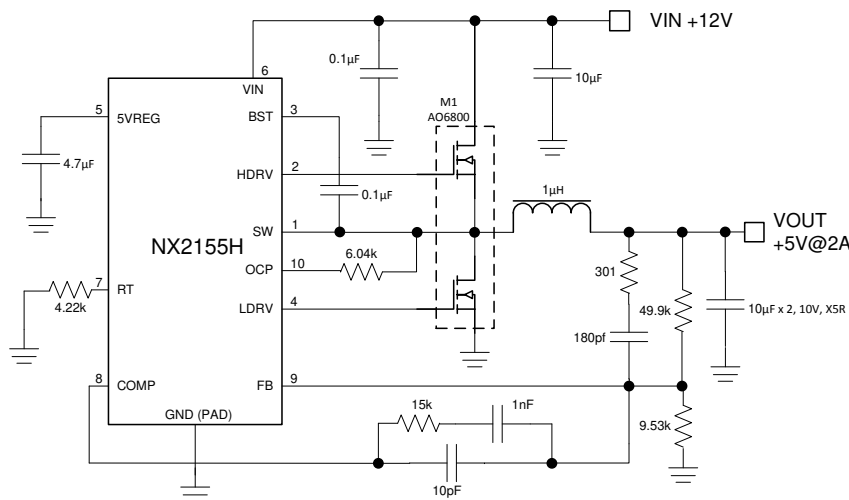 VIN +12V
0.1µF
10µF
6
VIN
M1
AO6800
5
5VREG
BST
3
4.7µF
HDRV
2
0.1µF
1µH
SW
1
VOUT
+5V@2A
NX2155H
6.04k
OCP
10
301
7
RT
4.22k
LDRV
4
49.9k
10µF x 2, 10V, X5R
180pf
8
COMP
FB
9
15k
1nF
9.53k
GND (PAD)
10pF